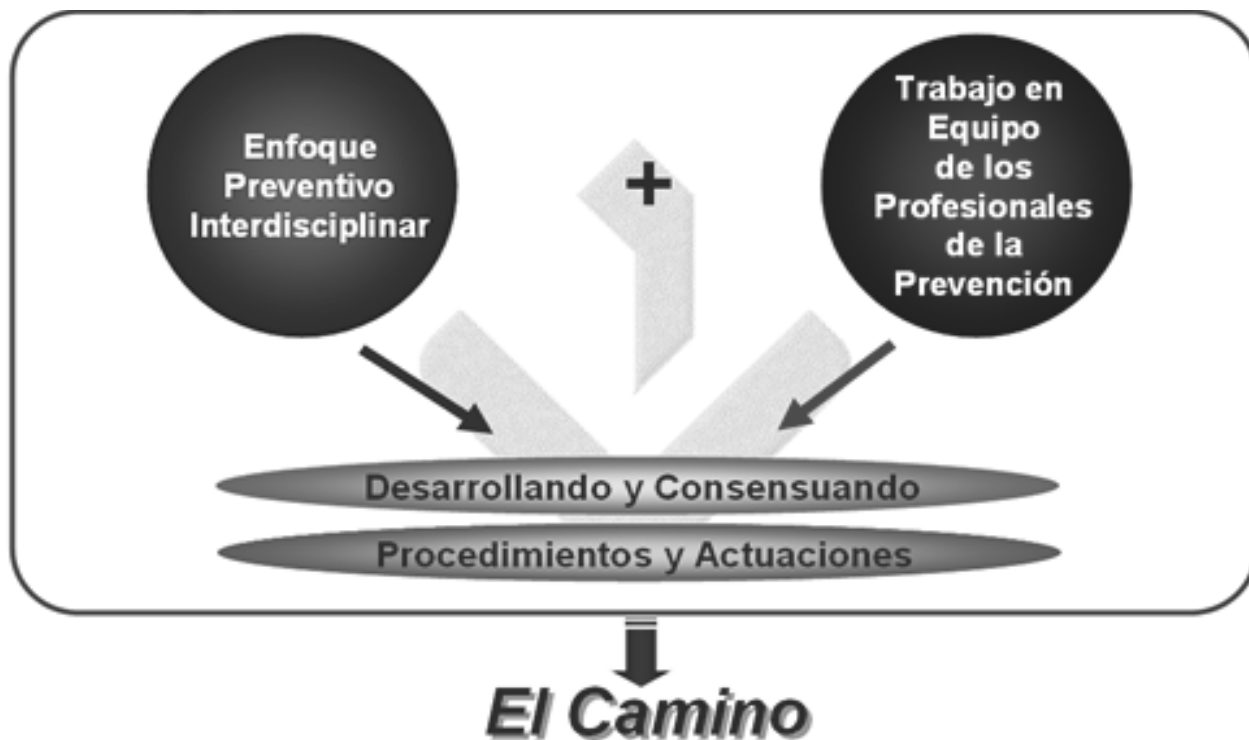 Enfoque
Preventivo
Interdisciplinar
+
Trabajo en
Equipo
de los
Profesionales
de la
Prevención
Desarrollando y Consensuando
Procedimientos y Actuaciones
El Camino